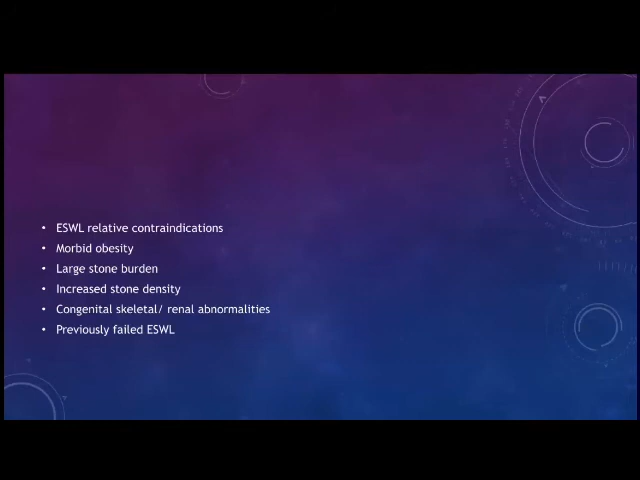 • ESWL relative contraindications
• Morbid obesity
• Large stone burden
• Increased stone density
• Congenital skeletal/ renal abnormalities
• Previously failed ESWL